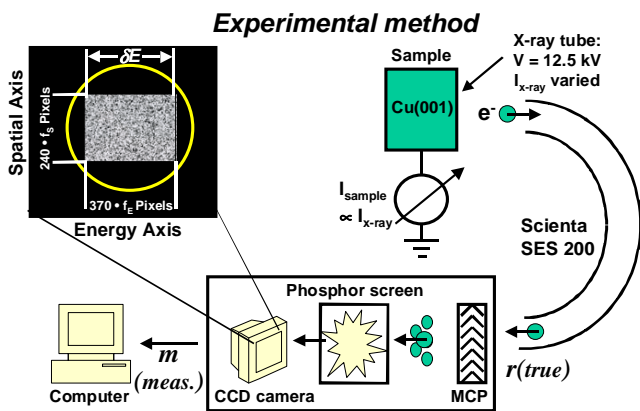 Experimental method
δE
Spatial Axis
240 • fS Pixels
370 • fE Pixels
Energy Axis
Sample
Cu(001)
X-ray tube:
V = 12.5 kV
Ix-ray varied
e-
Isample
∝ Ix-ray
Scienta
SES 200
Phosphor screen
m
(meas.)
r(true)
Computer
CCD camera
MCP